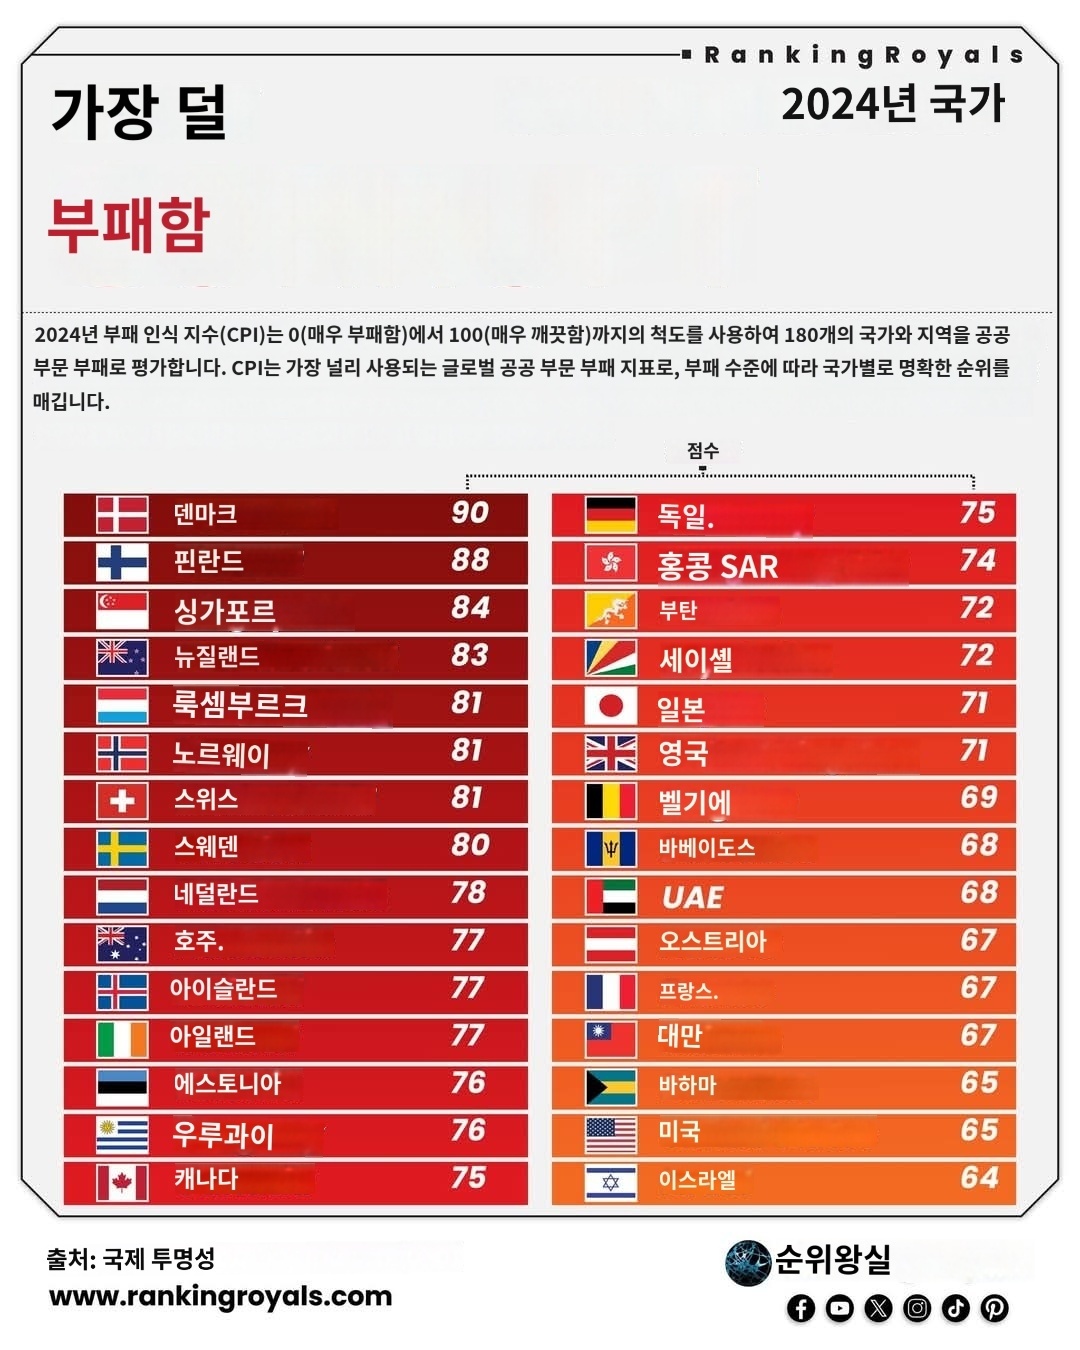 RankingRoyals
가장 덜
2024년 국가
부패함
2024년 부패 인식 지수(CPI)는 0(매우 부패함)에서 100(매우 깨끗함)까지의 척도를 사용하여 180개의 국가와 지역을 공공
부문 부패로 평가합니다. CPI는 가장 널리 사용되는 글로벌 공공 부문 부패 지표로, 부패 수준에 따라 국가별로 명확한 순위를
매깁니다.
점수
덴마크 90
핀란드 88
싱가포르 84
뉴질랜드 83
룩셈부르크 81
노르웨이 81
스위스 81
스웨덴 80
네덜란드 78
호주. 77
아이슬란드 77
아일랜드 77
에스토니아 76
우루과이 76
캐나다 75
독일. 75
홍콩 SAR 74
부탄 72
세이셸 72
일본 71
영국 71
벨기에 69
바베이도스 68
UAE 68
오스트리아 67
프랑스. 67
대만 67
바하마 65
미국 65
이스라엘 64
출처: 국제 투명성
www.rankingroyals.com
순위왕실